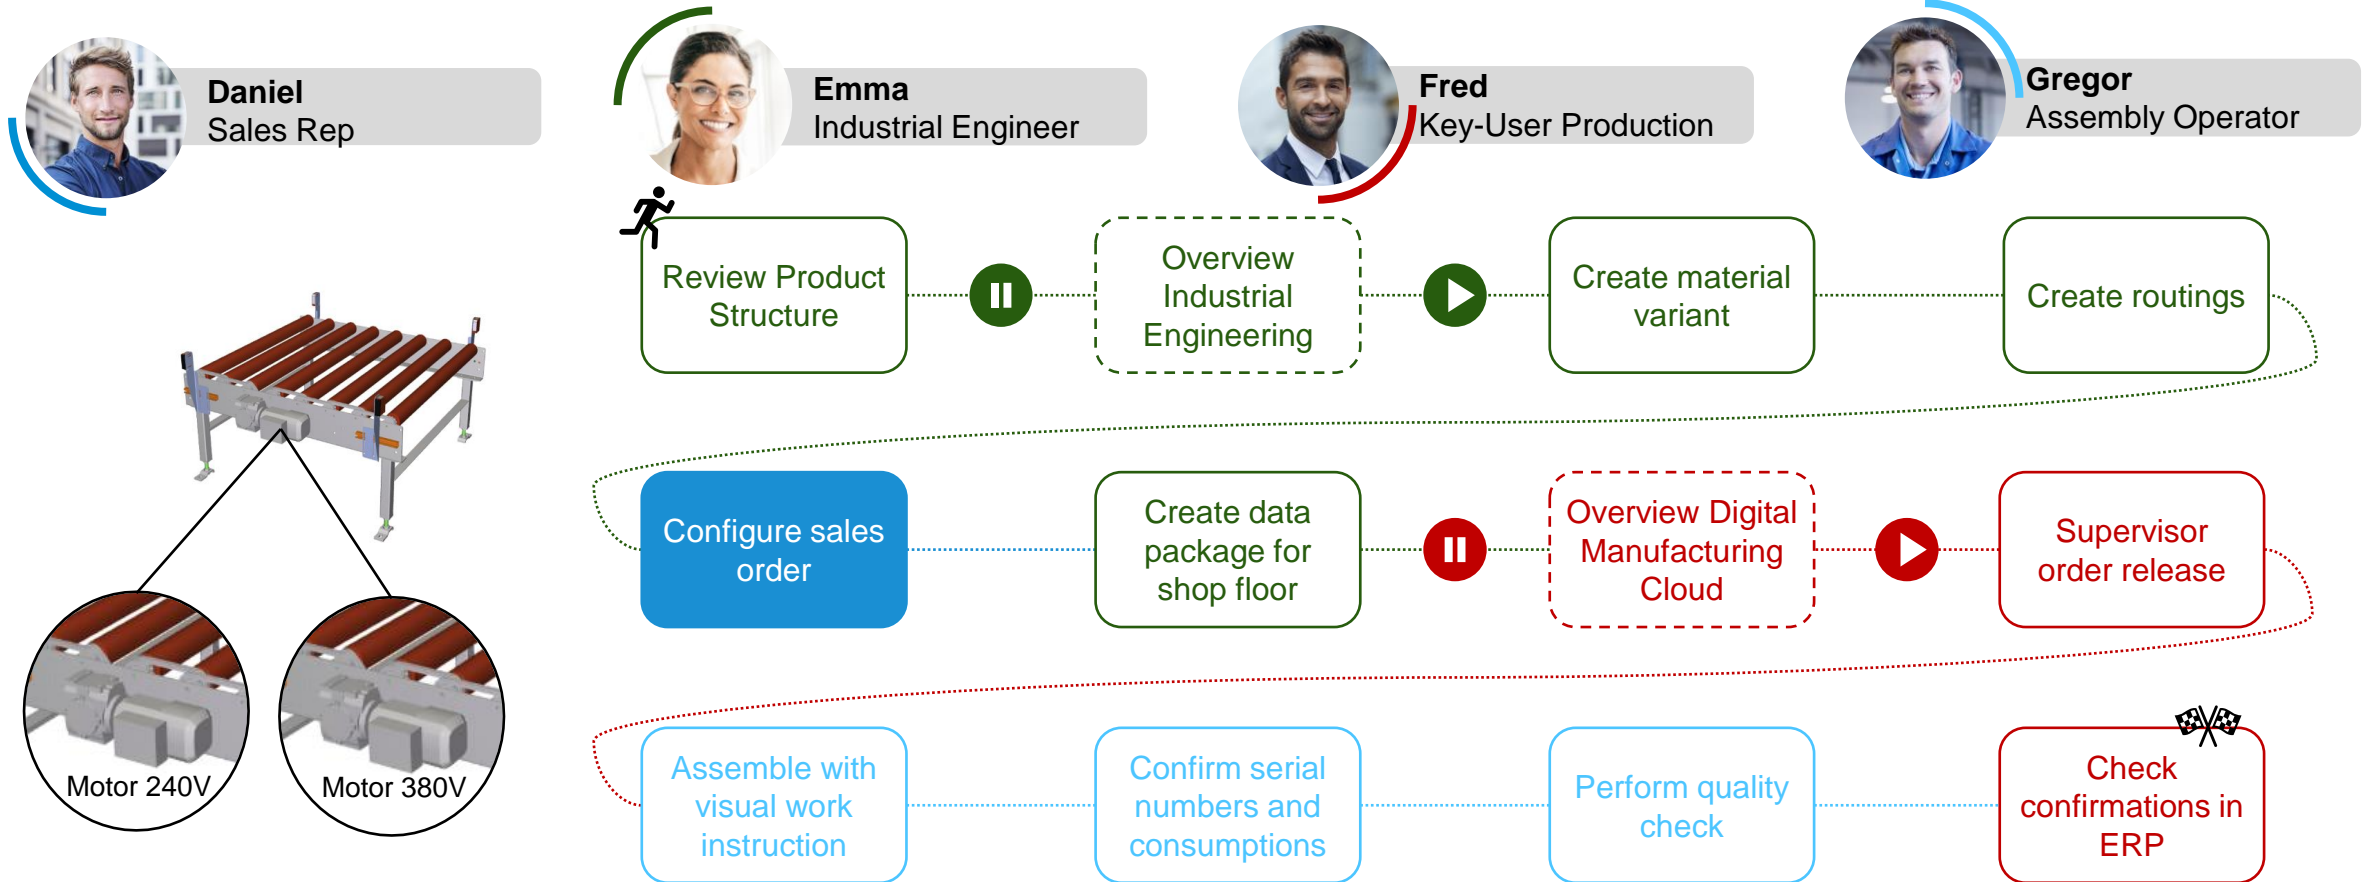 Daniel
Sales Rep
Emma
Industrial Engineer
Fred
Key-User Production
Gregor
Assembly Operator
Review Product
Structure
Overview
Industrial
Engineering
Create material
variant
Create routings
Configure sales
order
Create data
package for
shop floor
Overview Digital
Manufacturing
Cloud
Supervisor
order release
Assemble with
visual work
instruction
Confirm serial
numbers and
consumptions
Perform quality
check
Check
confirmations in
ERP
Motor 240V
Motor 380V